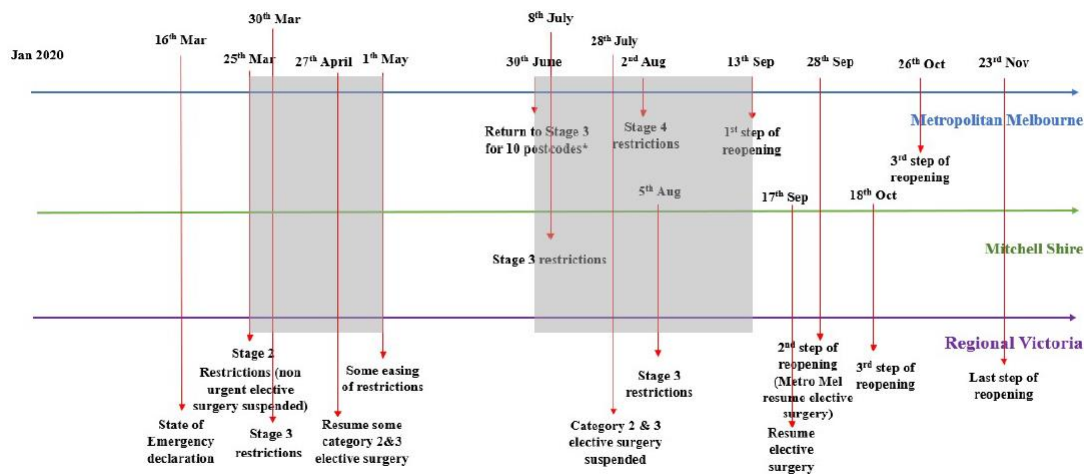 30th Mar
8th July
16th Mar
28th July
Jan 2020
25th Mar
27th April
1th May
30th June
2nd Aug
13th Sep
28th Sep
26th Oct
23rd Nov
Metropolitan Melbourne
Return to Stage 3
for 10 postcodes*
Stage 4
restrictions
1st step of
reopening
3rd step of
reopening
5th Aug
17th Sep
18th Oct
Mitchell Shire
Stage 3 restrictions
Regional Victoria
Stage 2
Restrictions (non
urgent elective
surgery suspended)
Some easing
of restrictions
Stage 3
restrictions
2nd step of
reopening
(Metro Mel
resume elective
surgery)
3rd step of
reopening
Last step of
reopening
State of
Emergency
declaration
Stage 3
restrictions
Resume some
category 2&3
elective surgery
Category 2 & 3
elective surgery
suspended
Resume
elective
surgery